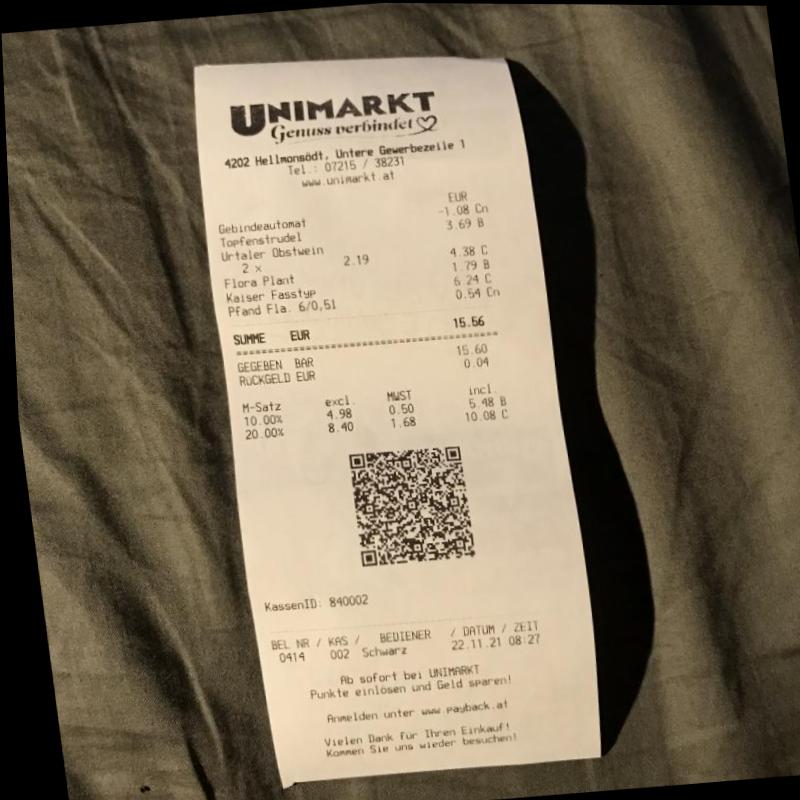 UNIMARKT
Genuss verbindet
4202 Hellmonsödt, Untere Gewerbezeile 1
Tel.: 07215 / 38231
www.unimarkt.at
EUR
Gebindeautomat -1.08 Cn
Topfenstrudel 3.69 B
Urtaler Obstwein
2 x 2.19 4.38 C
Flora Plant 1.79 B
Kaiser Fasstyp 6.24 C
Pfand Fla. 6/0,5l 0.54 Cn
SUMME EUR 15.56
GEGEBEN BAR 15.60
RÜCKGELD EUR 0.04
M-Satz excl. MWST incl.
10.00% 4.98 0.50 5.48 B
20.00% 8.40 1.68 10.08 C
KassenID: 840002
BEL NR / KAS / BEDIENER / DATUM / ZEIT
0414 002 Schwarz 22.11.21 08:27
Ab sofort bei UNIMARKT
Punkte einlösen und Geld sparen!
Anmelden unter www.payback.at
Vielen Dank für Ihren Einkauf!
Kommen Sie uns wieder besuchen!